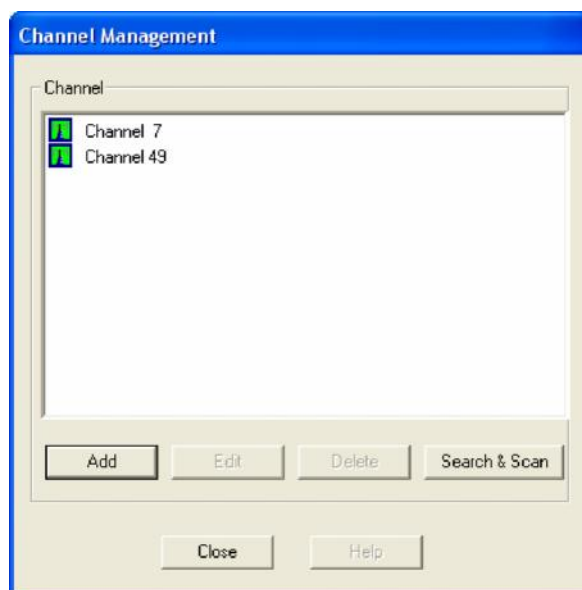 Channel Management
Channel
Channel 7
Channel 49
Add Edit Delete Search & Scan
Close Help